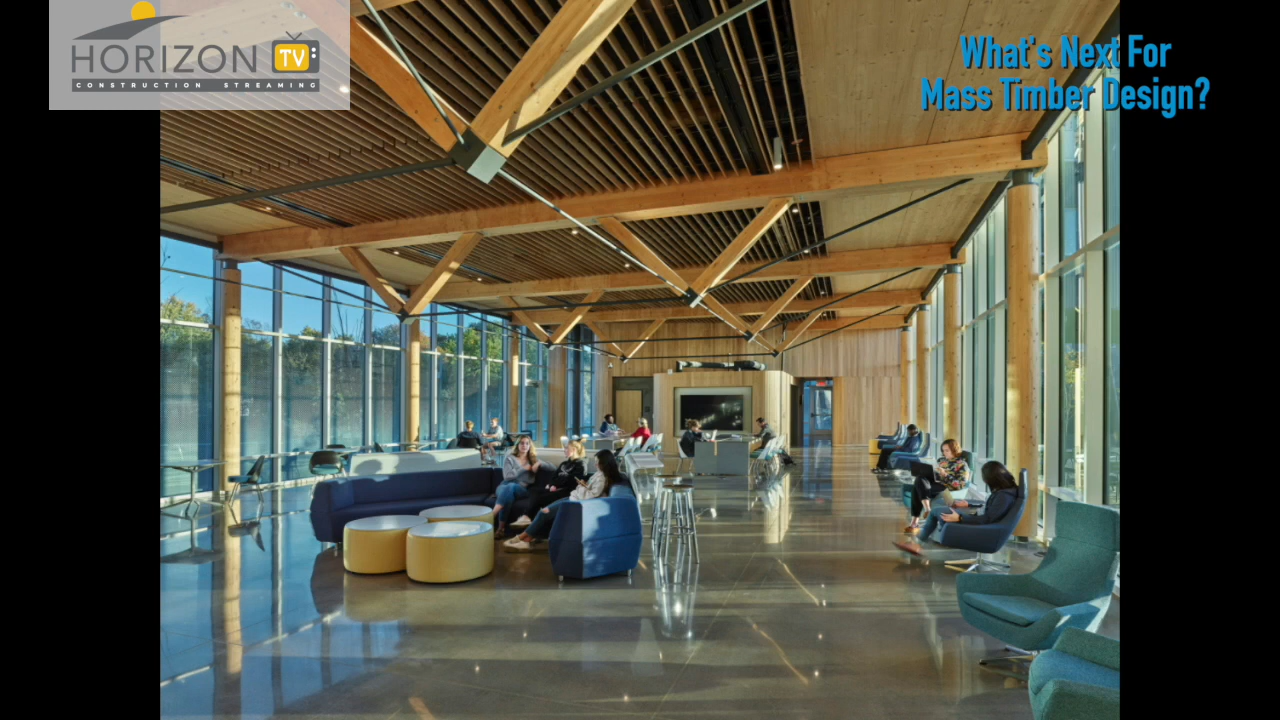 HORIZON TV
CONSTRUCTION STREAMING
What's Next For
Mass Timber Design?